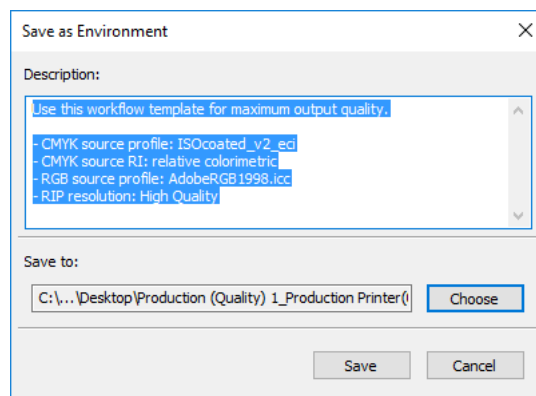 Save as Environment
Description:
Use this workflow template for maximum output quality.
- CMYK source profile: ISOcoated_v2_eci
- CMYK source RI: relative colorimetric
- RGB source profile: AdobeRGB1998.icc
- RIP resolution: High Quality
Save to:
C:\...\Desktop\Production (Quality) 1_Production Printer(
Choose
Save
Cancel